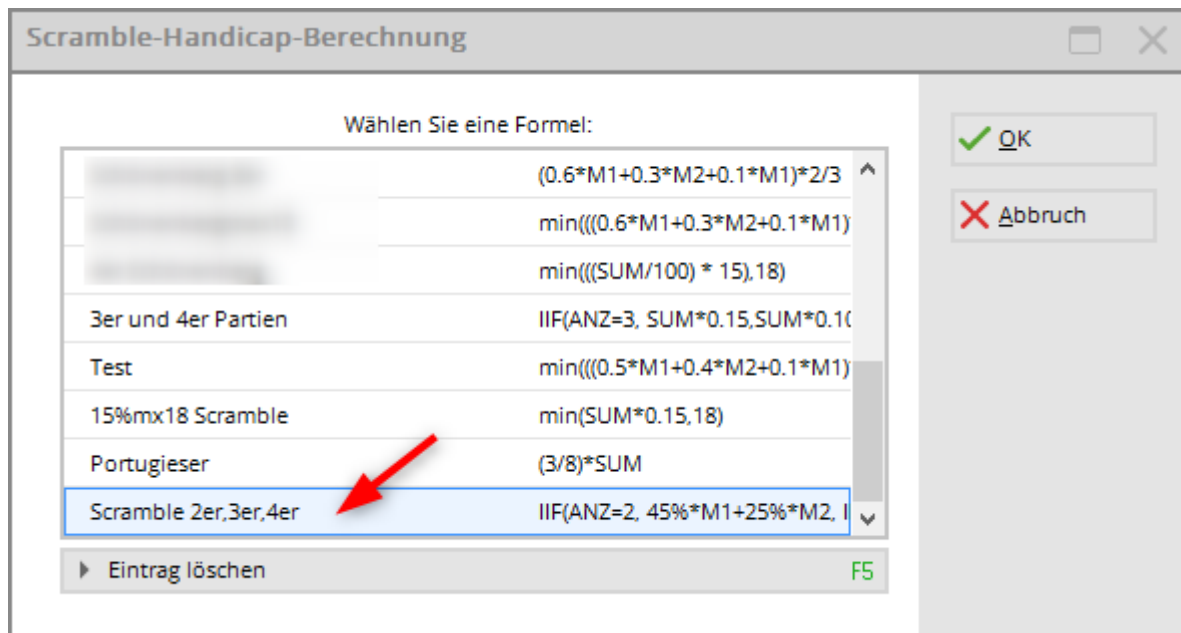 Scramble-Handicap-Berechnung
Wählen Sie eine Formel:
(0.6*M1+0.3*M2+0.1*M1)*2/3
min(((0.6*M1+0.3*M2+0.1*M1)
min(((SUM/100) * 15),18)
3er und 4er Partien IIF(ANZ=3, SUM*0.15,SUM*0.10
Test min(((0.5*M1+0.4*M2+0.1*M1)
15%mx18 Scramble min(SUM*0.15,18)
Portugieser (3/8)*SUM
Scramble 2er,3er,4er IIF(ANZ=2, 45%*M1+25%*M2, I
Eintrag löschen F5
OK
Abbruch